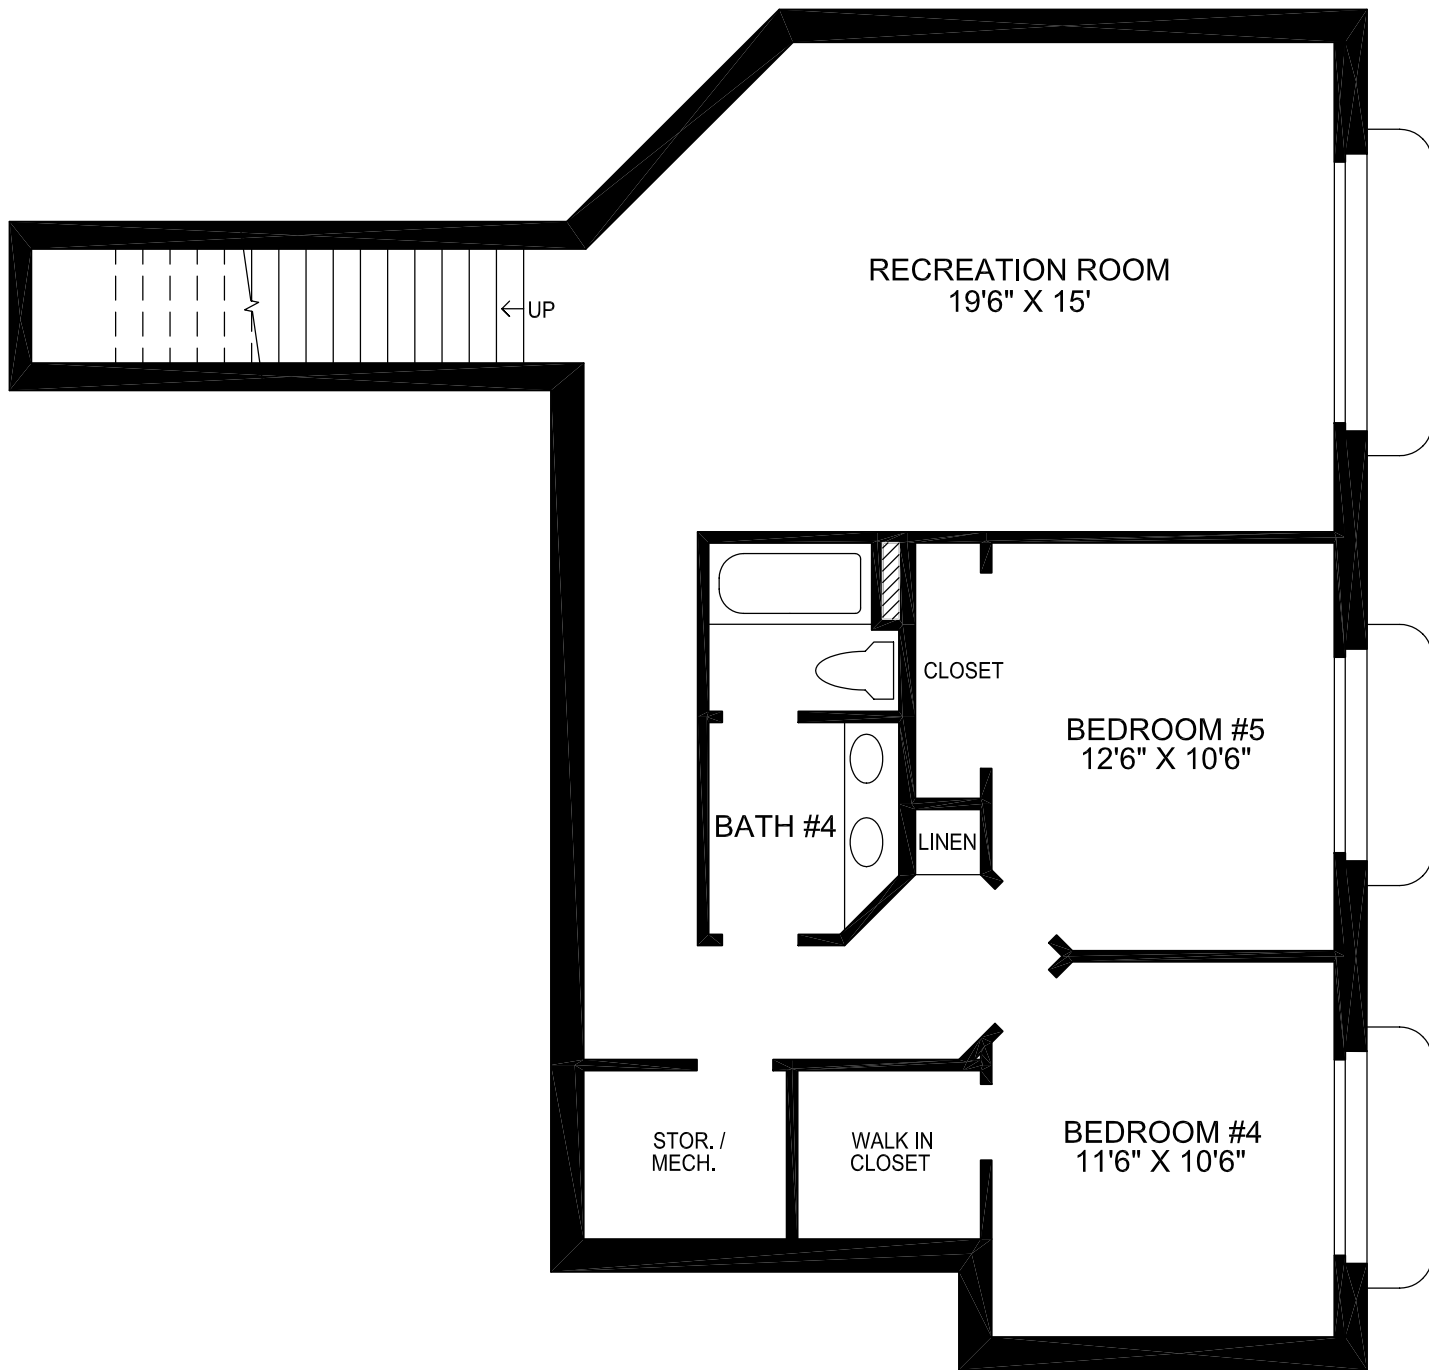 RECREATION ROOM
19'6" X 15'
UP
CLOSET
BEDROOM #5
12'6" X 10'6"
BATH #4
LINEN
STOR. /
MECH.
WALK IN
CLOSET
BEDROOM #4
11'6" X 10'6"